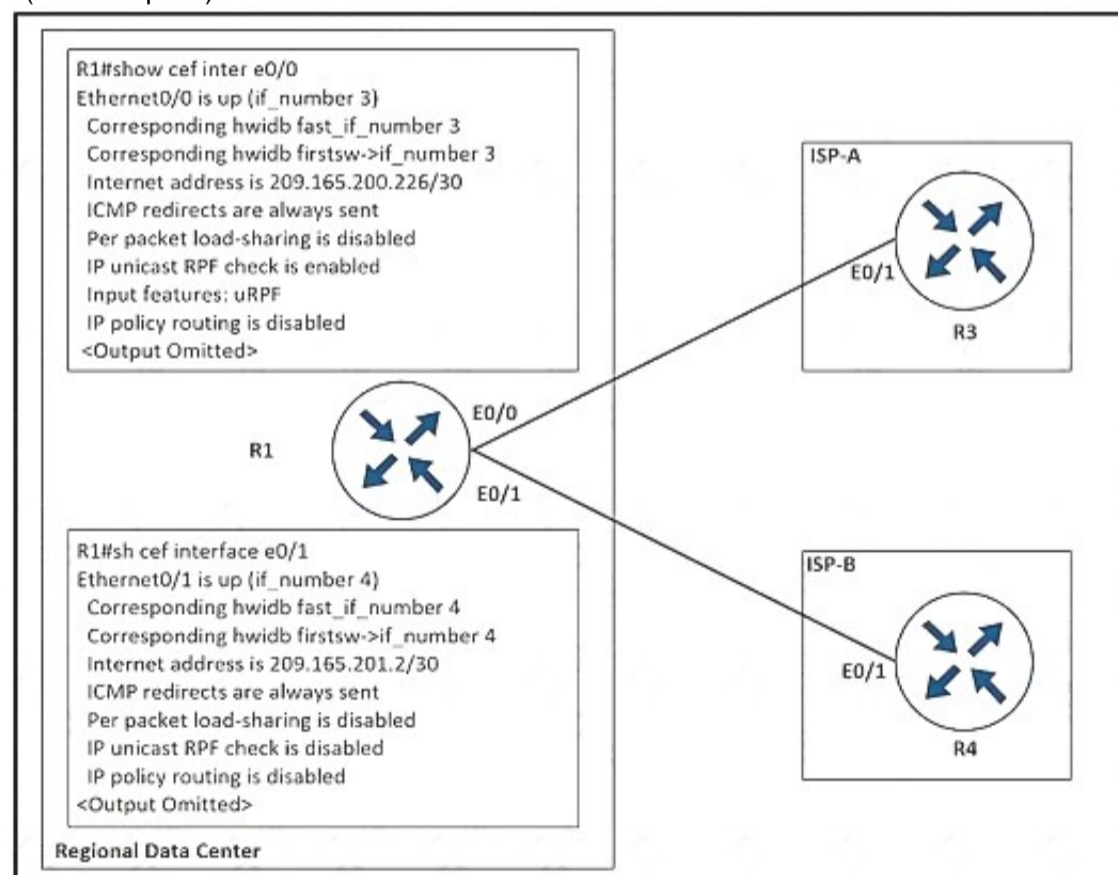 R1#show cef inter e0/0
Ethernet0/0 is up (if_number 3)
Corresponding hwidb fast_if_number 3
Corresponding hwidb firstsw->if_number 3
Internet address is 209.165.200.226/30
ICMP redirects are always sent
Per packet load-sharing is disabled
IP unicast RPF check is enabled
Input features: uRPF
IP policy routing is disabled
<Output Omitted>
ISP-A
E0/1
R3
E0/0
R1
E0/1
R1#sh cef interface e0/1
Ethernet0/1 is up (if_number 4)
Corresponding hwidb fast_if_number 4
Corresponding hwidb firstsw->if_number 4
Internet address is 209.165.201.2/30
ICMP redirects are always sent
Per packet load-sharing is disabled
IP unicast RPF check is disabled
IP policy routing is disabled
<Output Omitted>
ISP-B
E0/1
R4
Regional Data Center